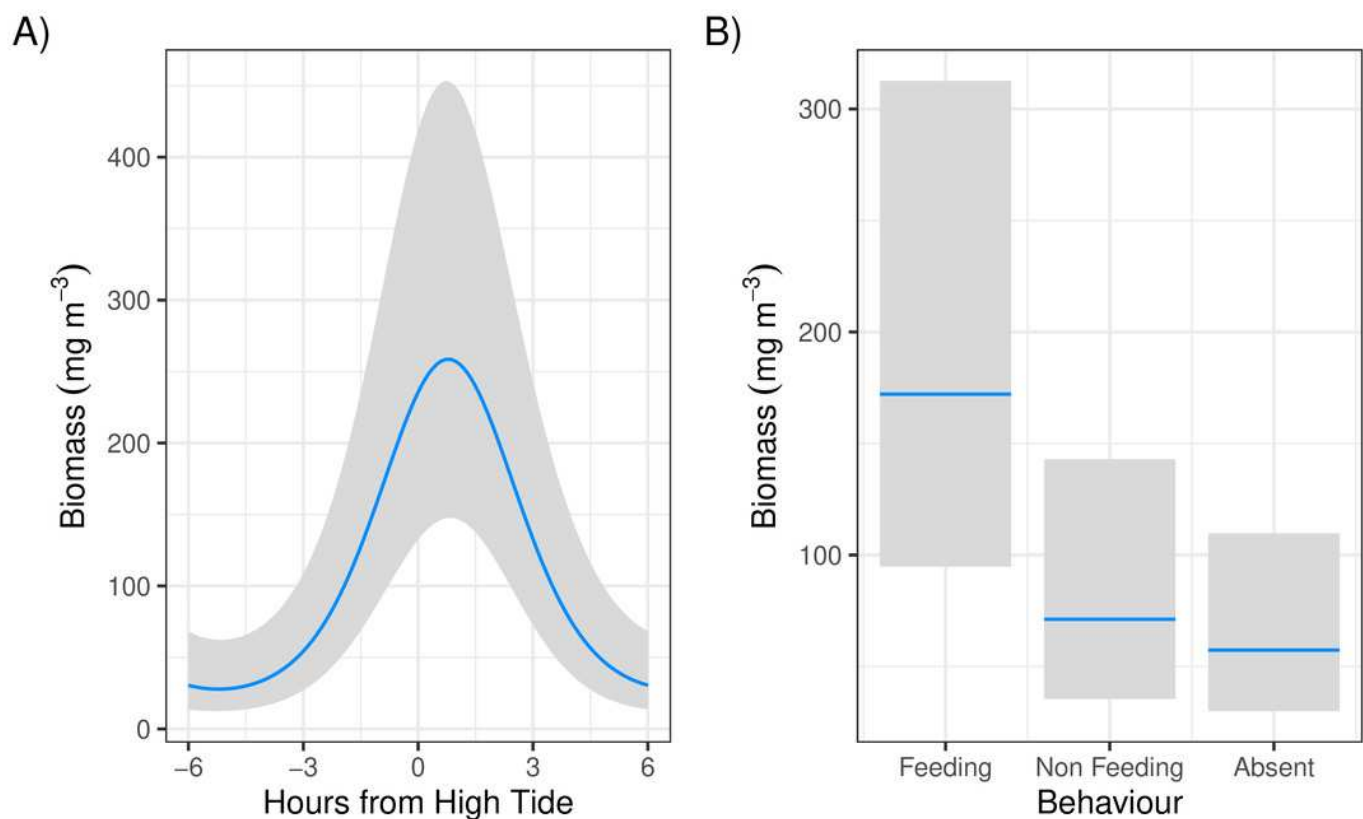 A)
Biomass (mg m⁻³)
400
300
200
100
0
−6 −3 0 3 6
Hours from High Tide
B)
Biomass (mg m⁻³)
300
200
100
Feeding Non Feeding Absent
Behaviour